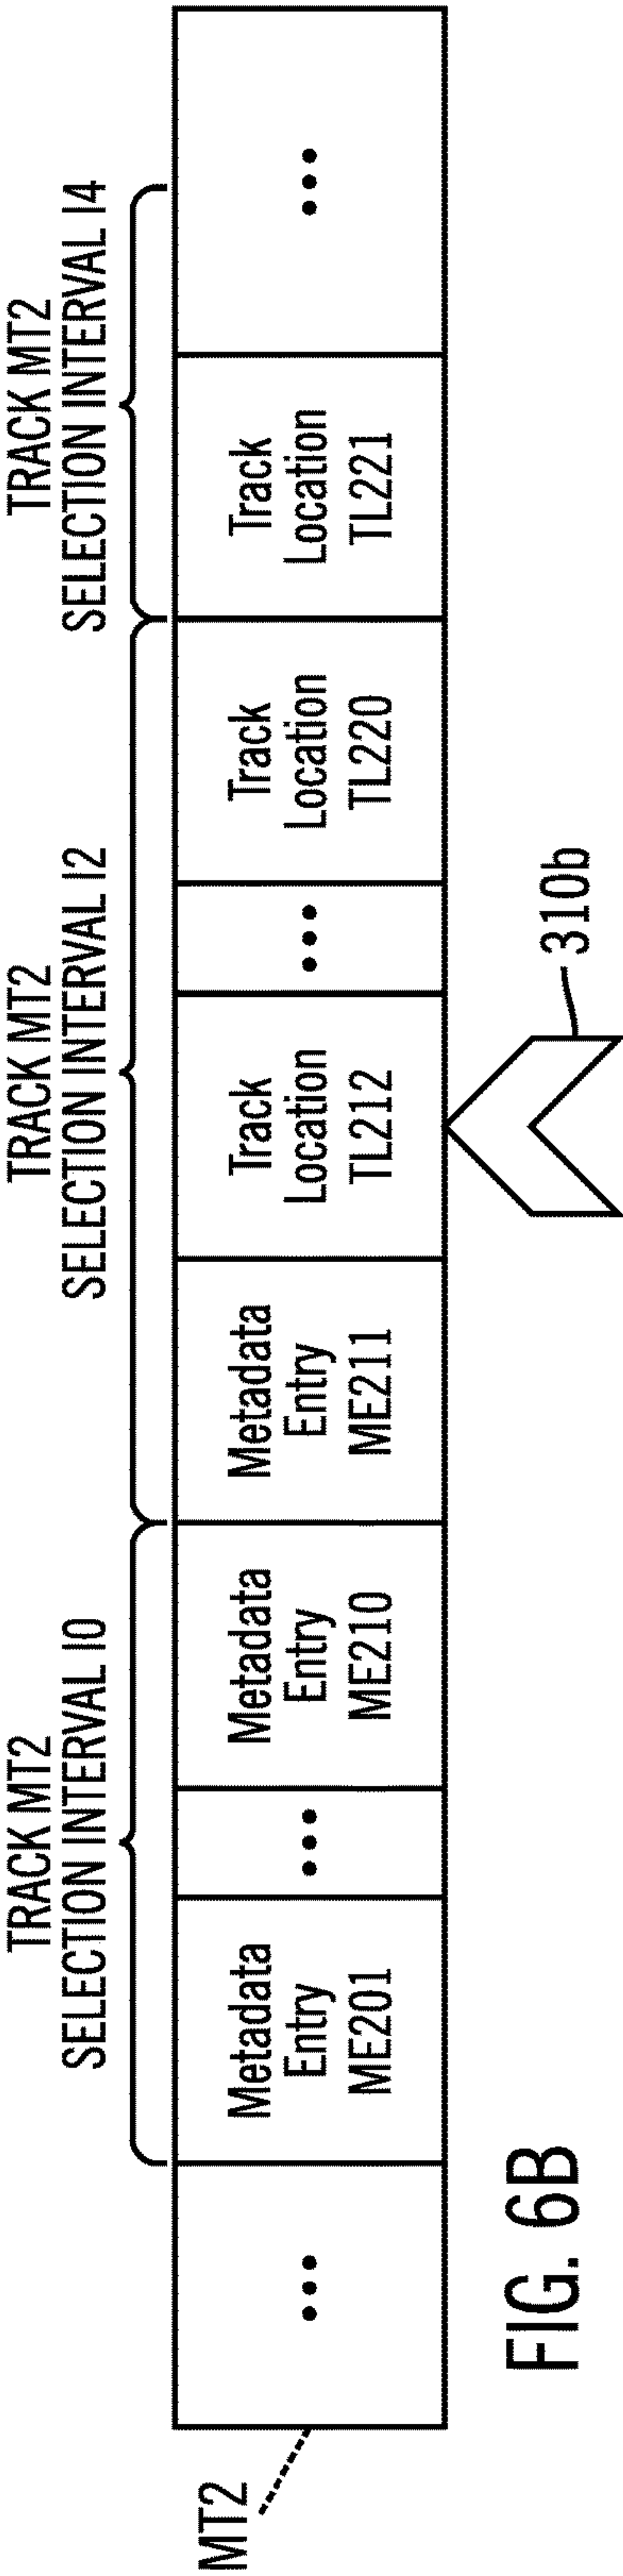 TRACK MT2
SELECTION INTERVAL I0
TRACK MT2
SELECTION INTERVAL I2
TRACK MT2
SELECTION INTERVAL I4
MT2
...
Metadata
Entry
ME201
...
Metadata
Entry
ME210
Metadata
Entry
ME211
Track
Location
TL212
...
Track
Location
TL220
Track
Location
TL221
...
310b
FIG. 6B